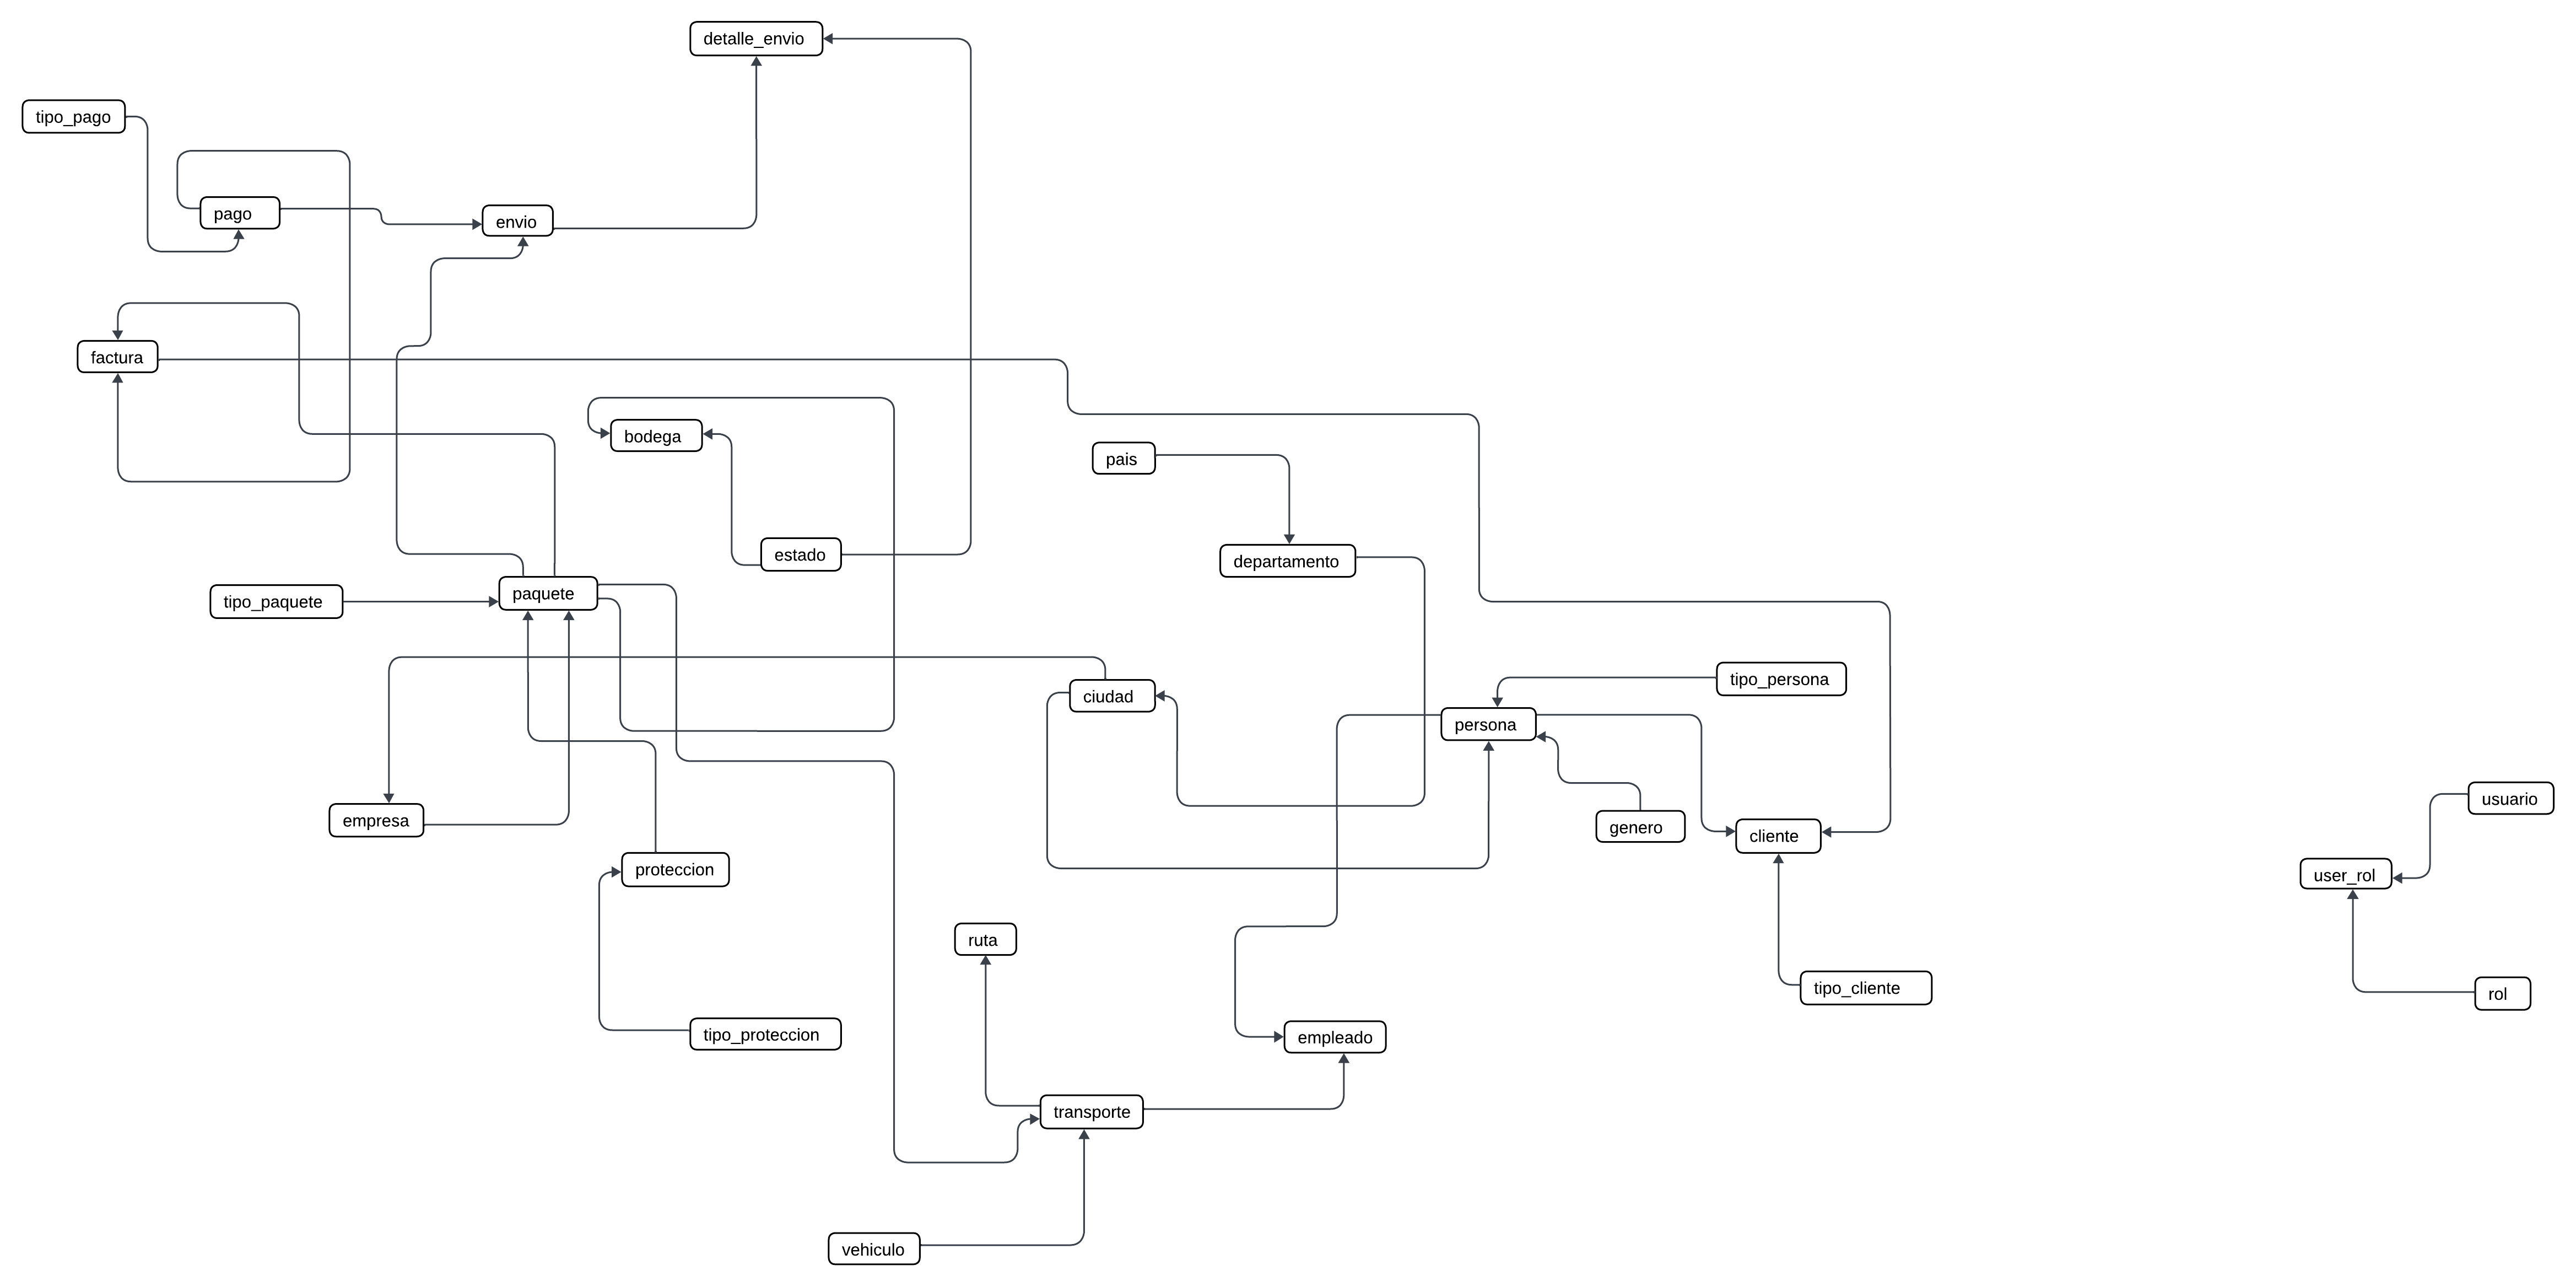 detalle_envio
tipo_pago
pago
envio
factura
bodega
pais
estado
departamento
paquete
tipo_paquete
tipo_persona
ciudad
persona
usuario
empresa
genero
cliente
proteccion
user_rol
ruta
tipo_cliente
rol
tipo_proteccion
empleado
transporte
vehiculo